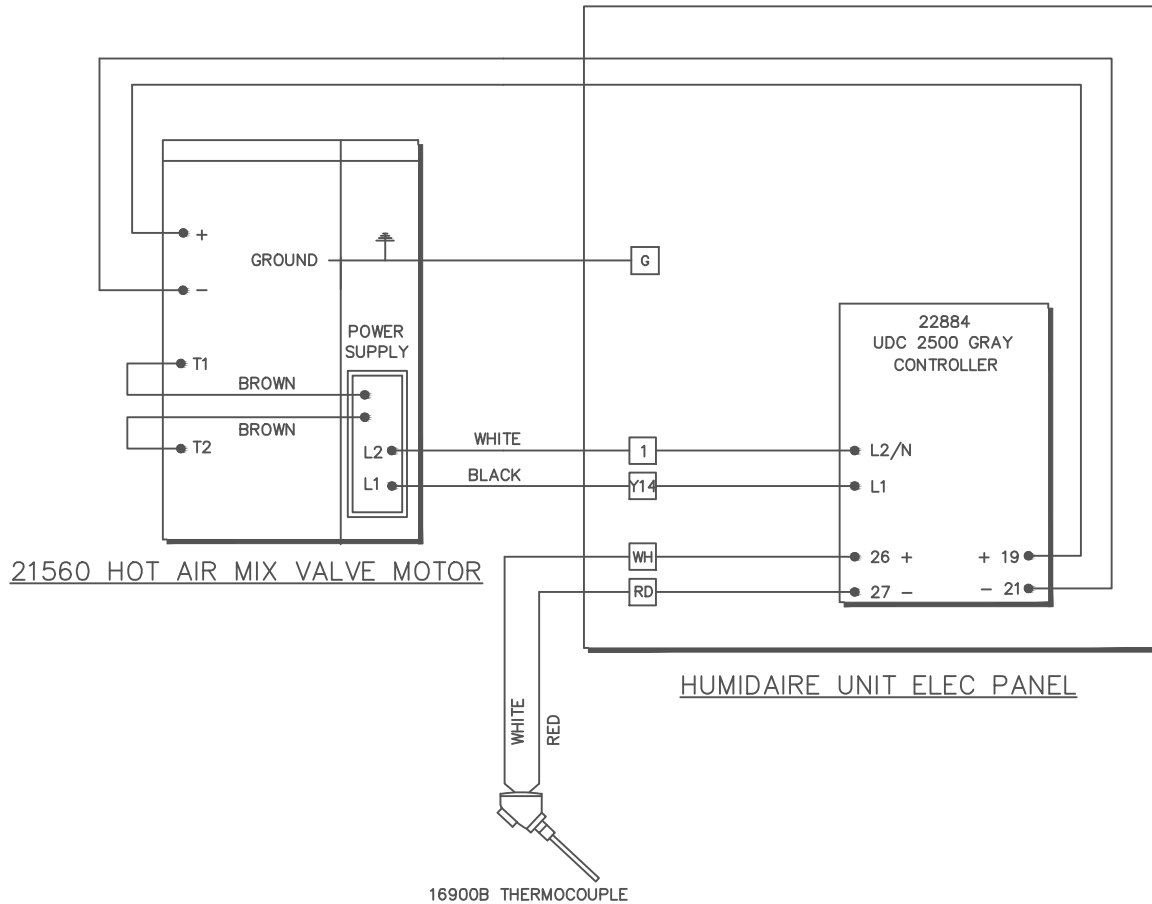 +
GROUND
G
−
POWER
SUPPLY
T1
BROWN
BROWN
T2
L2
WHITE
1
L1
BLACK
Y14
22884
UDC 2500 GRAY
CONTROLLER
L2/N
L1
WH
26 +
+ 19
RD
27 −
− 21
21560 HOT AIR MIX VALVE MOTOR
HUMIDAIRE UNIT ELEC PANEL
WHITE
RED
16900B THERMOCOUPLE